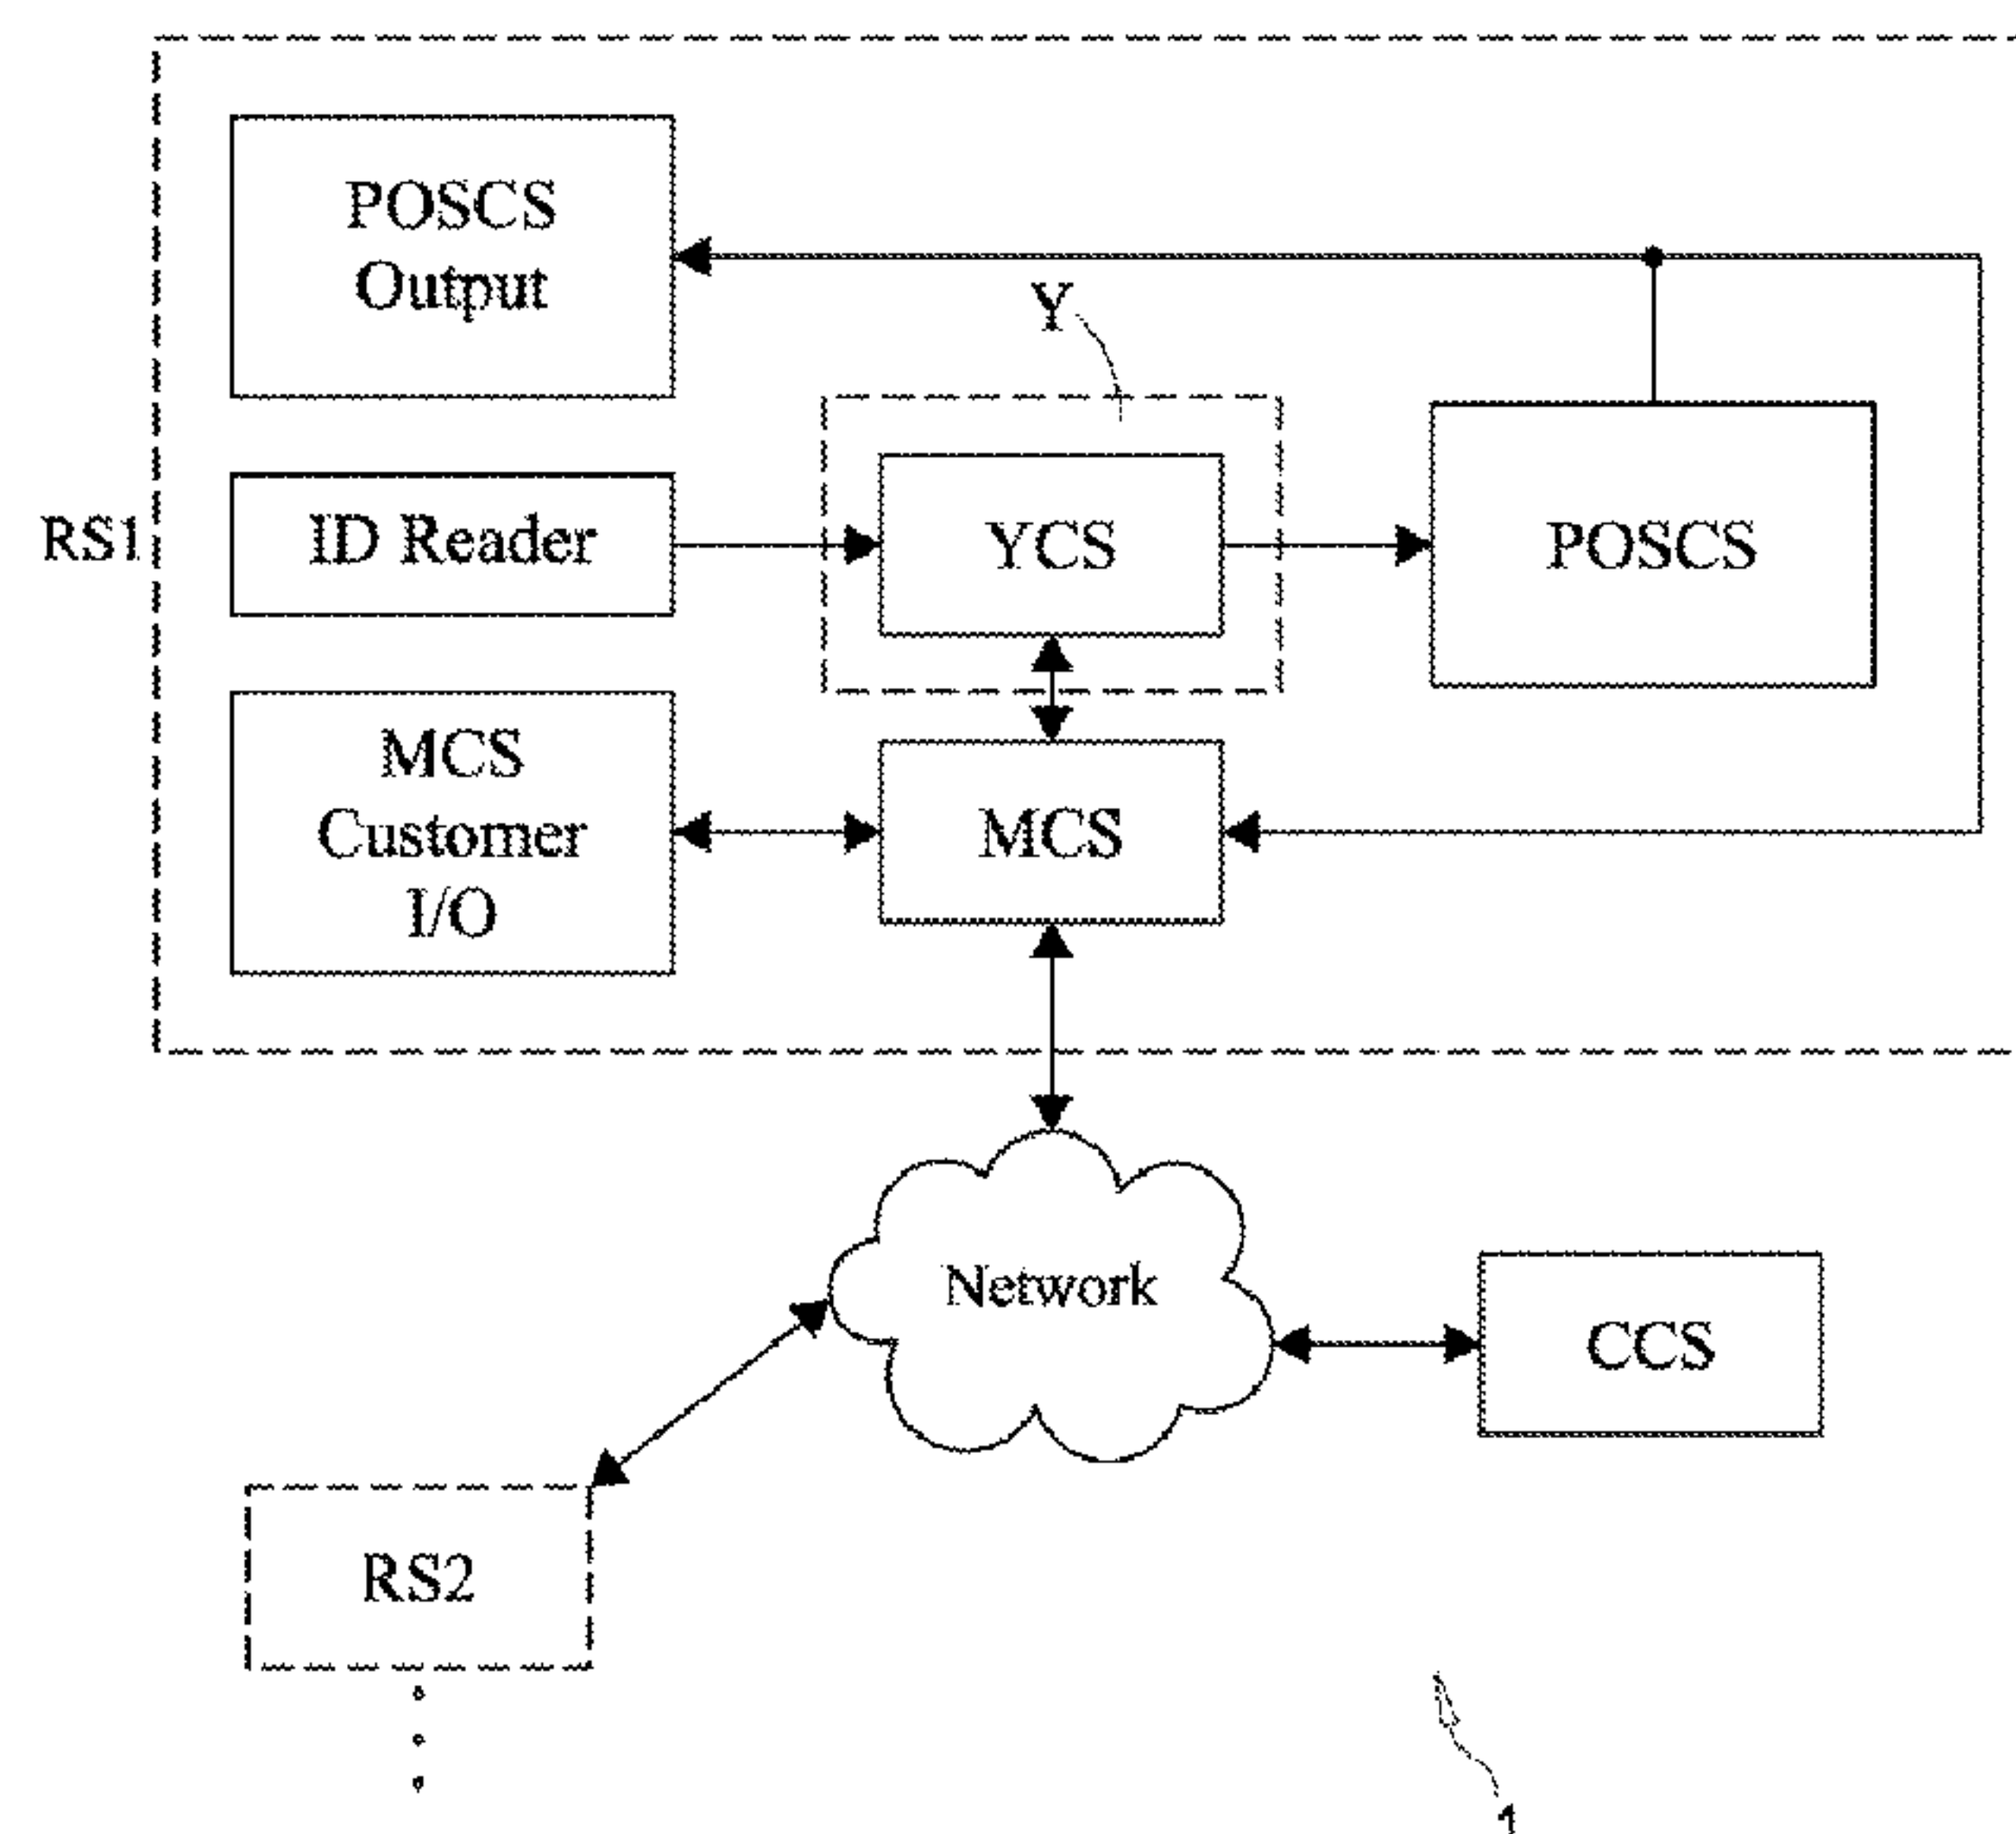 POSCS
Output
Y
RS1
ID Reader
YCS
POSCS
MCS
Customer
I/O
MCS
Network
CCS
RS2
1